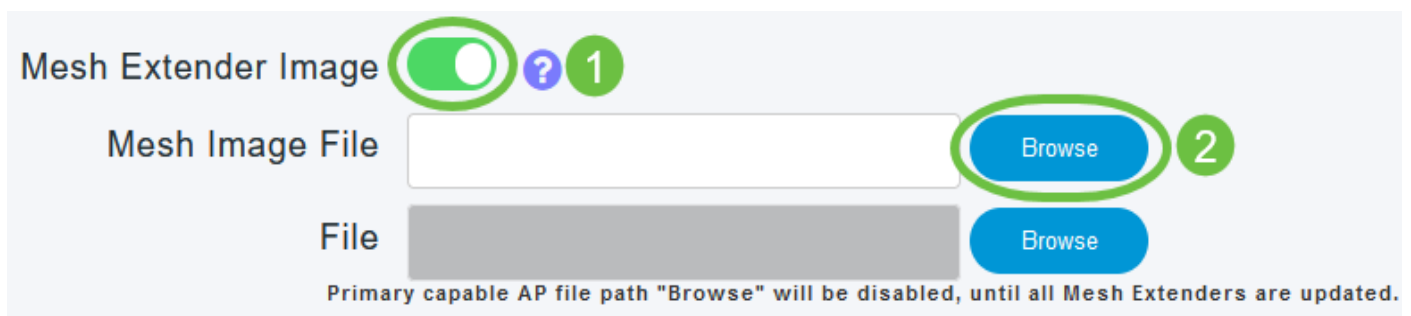 Mesh Extender Image ? 1
Mesh Image File Browse 2
File Browse
Primary capable AP file path "Browse" will be disabled, until all Mesh Extenders are updated.